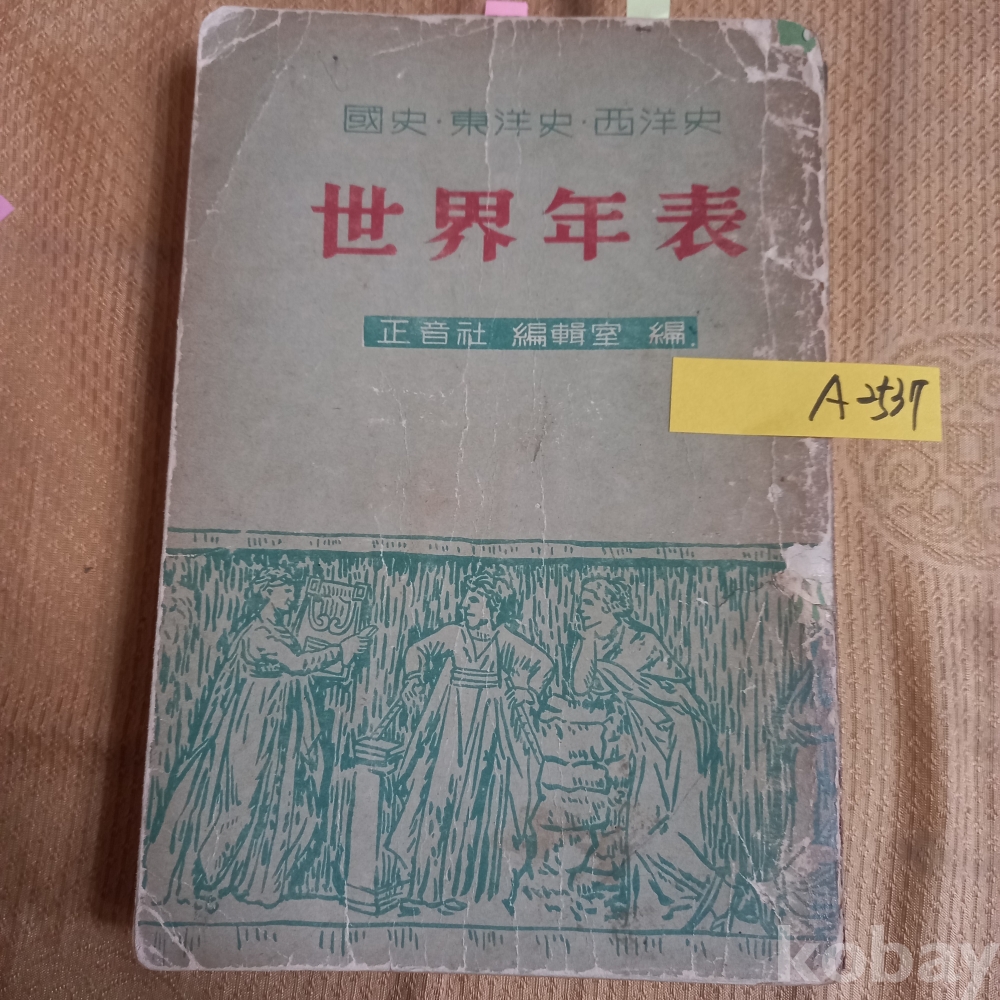 國史·東洋史·西洋史
世界年表
正音社 編輯室 編
A-2537
kobay